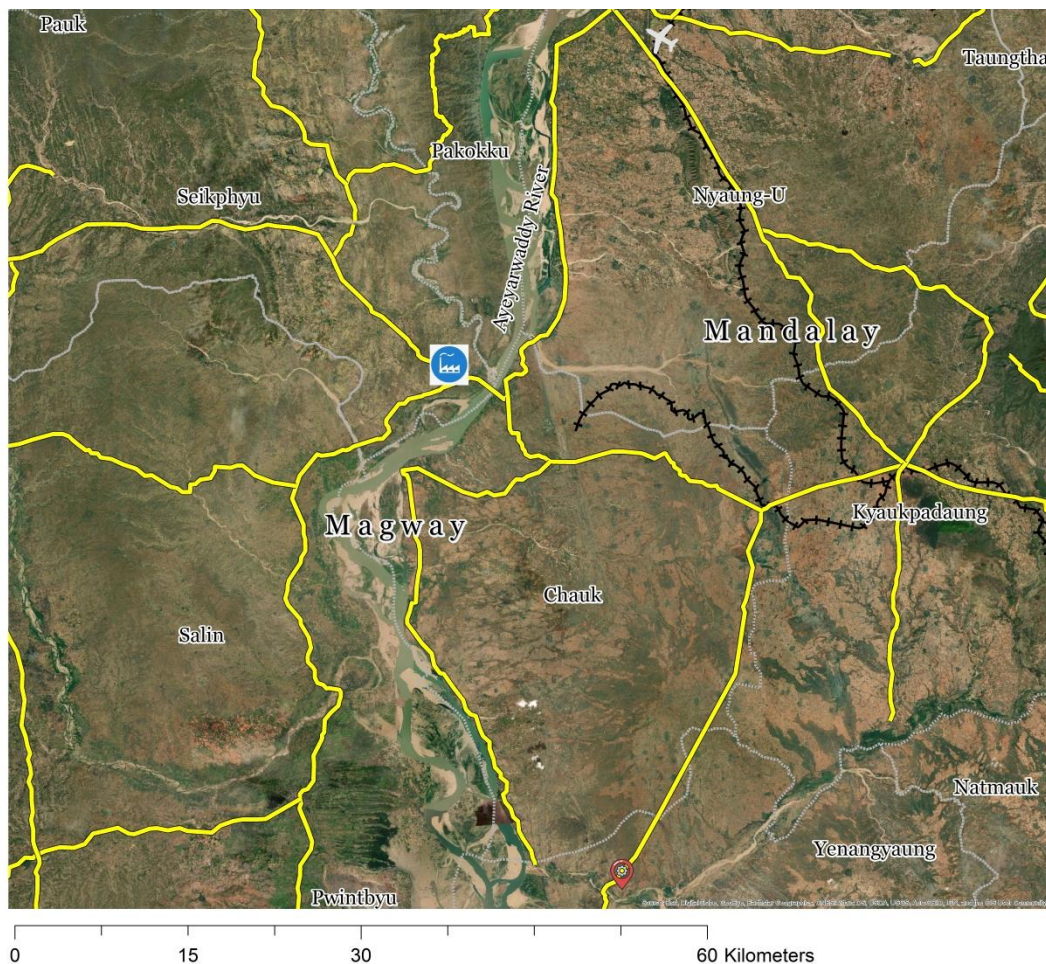 Pauk
Taungtha
Pakokku
Seikphyu
Nyaung-U
Ayeyarwaddy River
Mandalay
Kyaukpadaung
Magway
Chauk
Salin
Natmauk
Yenangyaung
Pwintbyu
0 15 30 60 Kilometers